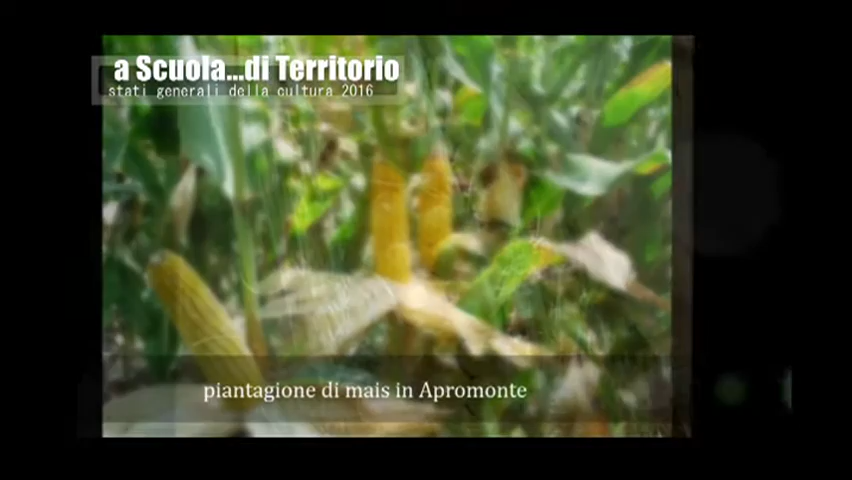 a Scuola...di Territorio
stati generali della cultura 2016
piantagione di mais in Apromonte